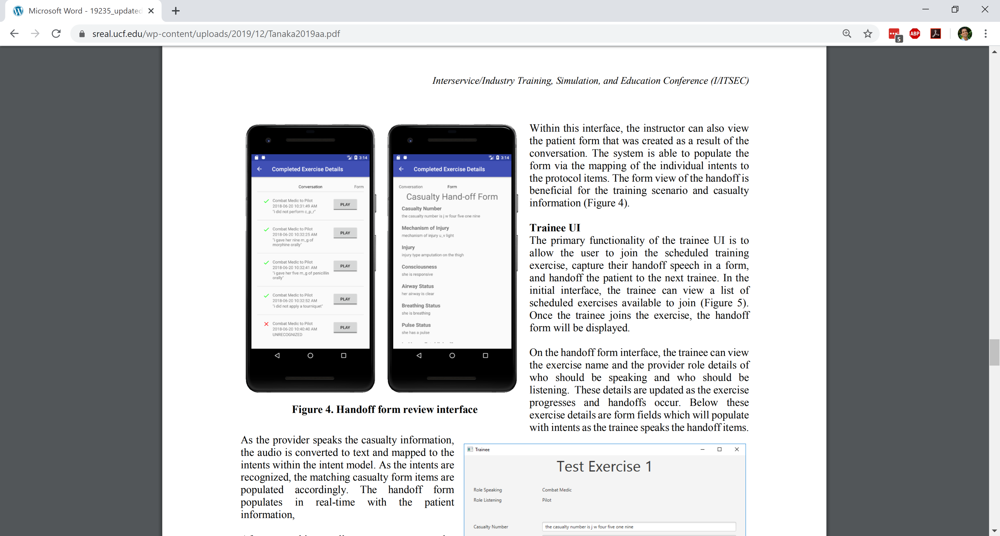 Microsoft Word - 19235_updated
sreal.ucf.edu/wp-content/uploads/2019/12/Tanaka2019aa.pdf
5
ABP
Interservice/Industry Training, Simulation, and Education Conference (I/ITSEC)
3:14
Completed Exercise Details
Conversation Form
Combat Medic to Pilot
2018-06-20 10:31:49 AM
"i did not perform c_p_r"
PLAY
Combat Medic to Pilot
2018-06-20 10:32:25 AM
"i gave her nine m_g of
morphine orally"
PLAY
Combat Medic to Pilot
2018-06-20 10:32:41 AM
"i gave her five m_g of penicillin
orally"
PLAY
Combat Medic to Pilot
2018-06-20 10:32:52 AM
"i did not apply a tourniquet"
PLAY
Combat Medic to Pilot
2018-06-20 10:40:40 AM
UNRECOGNIZED
PLAY
3:14
Completed Exercise Details
Conversation Form
Casualty Hand-off Form
Casualty Number
the casualty number is j w four five one nine
Mechanism of Injury
mechanism of injury u_v light
Injury
injury type amputation on the thigh
Consciousness
she is responsive
Airway Status
her airway is clear
Breathing Status
she is breathing
Pulse Status
she has a pulse
Figure 4. Handoff form review interface
Within this interface, the instructor can also view
the patient form that was created as a result of the
conversation. The system is able to populate the
form via the mapping of the individual intents to
the protocol items. The form view of the handoff is
beneficial for the training scenario and casualty
information (Figure 4).
Trainee UI
The primary functionality of the trainee UI is to
allow the user to join the scheduled training
exercise, capture their handoff speech in a form,
and handoff the patient to the next trainee. In the
initial interface, the trainee can view a list of
scheduled exercises available to join (Figure 5).
Once the trainee joins the exercise, the handoff
form will be displayed.
On the handoff form interface, the trainee can view
the exercise name and the provider role details of
who should be speaking and who should be
listening. These details are updated as the exercise
progresses and handoffs occur. Below these
exercise details are form fields which will populate
with intents as the trainee speaks the handoff items.
As the provider speaks the casualty information,
the audio is converted to text and mapped to the
intents within the intent model. As the intents are
recognized, the matching casualty form items are
populated accordingly. The handoff form
populates in real-time with the patient
information,
Trainee
Test Exercise 1
Role Speaking Combat Medic
Role Listening Pilot
Casualty Number the casualty number is j w four five one nine